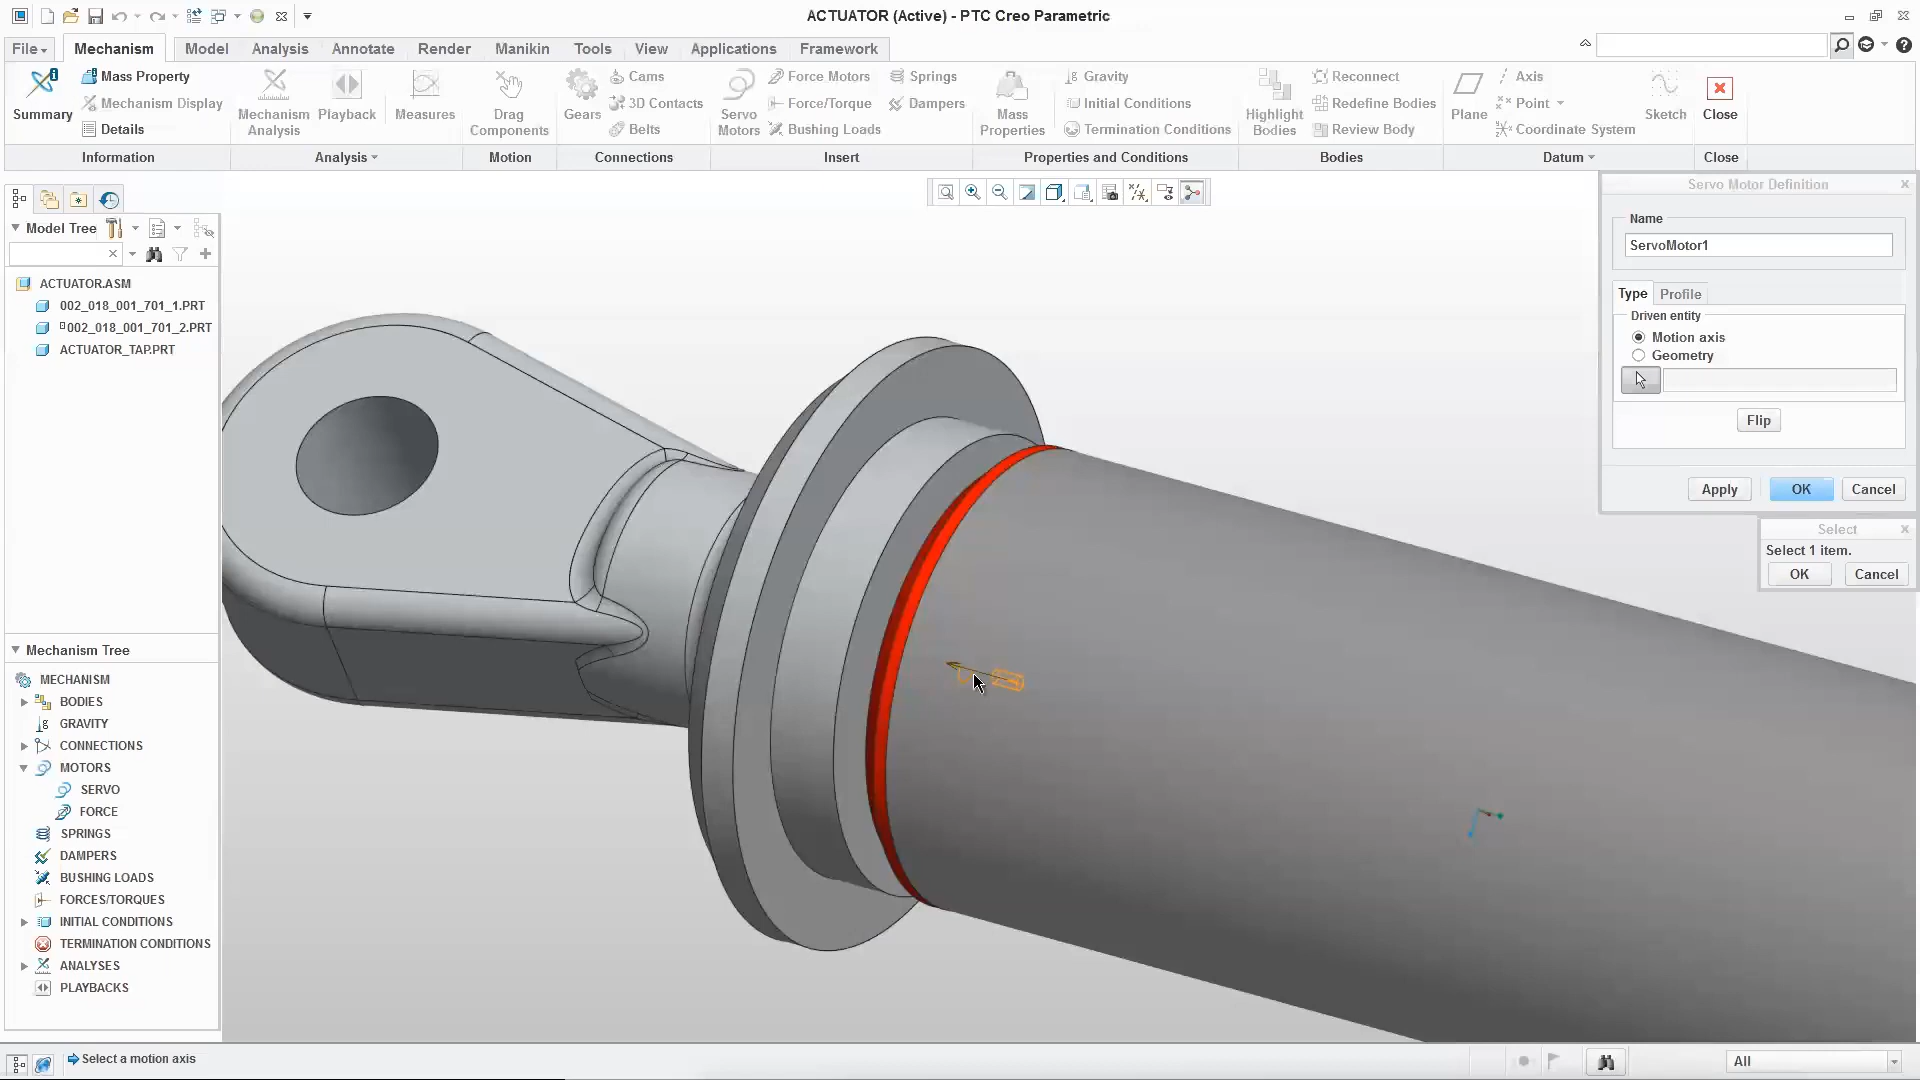 ACTUATOR (Active) - PTC Creo Parametric
File Mechanism Model Analysis Annotate Render Manikin Tools View Applications Framework
Summary
Mass Property
Mechanism Display
Details
Information
Mechanism Analysis
Playback
Measures
Analysis
Drag Components
Motion
Gears
Cams
3D Contacts
Belts
Connections
Servo Motors
Force Motors
Force/Torque
Bushing Loads
Springs
Dampers
Insert
Mass Properties
Gravity
Initial Conditions
Termination Conditions
Properties and Conditions
Highlight Bodies
Reconnect
Redefine Bodies
Review Body
Bodies
Plane
Axis
Point
Coordinate System
Sketch
Datum
Close
Close
Model Tree
ACTUATOR.ASM
002_018_001_701_1.PRT
002_018_001_701_2.PRT
ACTUATOR_TAP.PRT
Mechanism Tree
MECHANISM
BODIES
GRAVITY
CONNECTIONS
MOTORS
SERVO
FORCE
SPRINGS
DAMPERS
BUSHING LOADS
FORCES/TORQUES
INITIAL CONDITIONS
TERMINATION CONDITIONS
ANALYSES
PLAYBACKS
Servo Motor Definition
Name
ServoMotor1
Type Profile
Driven entity
Motion axis
Geometry
Flip
Apply OK Cancel
Select
Select 1 item.
OK Cancel
Select a motion axis
All